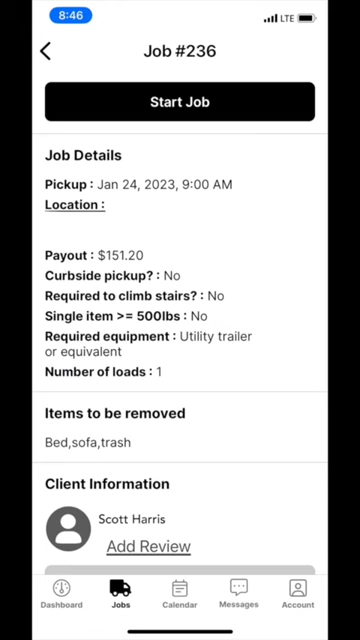 8:46
LTE
Job #236
Start Job
Job Details
Pickup : Jan 24, 2023, 9:00 AM
Location :
Payout : $151.20
Curbside pickup? : No
Required to climb stairs? : No
Single item >= 500lbs : No
Required equipment : Utility trailer
or equivalent
Number of loads : 1
Items to be removed
Bed,sofa,trash
Client Information
Scott Harris
Add Review
Dashboard
Jobs
Calendar
Messages
Account